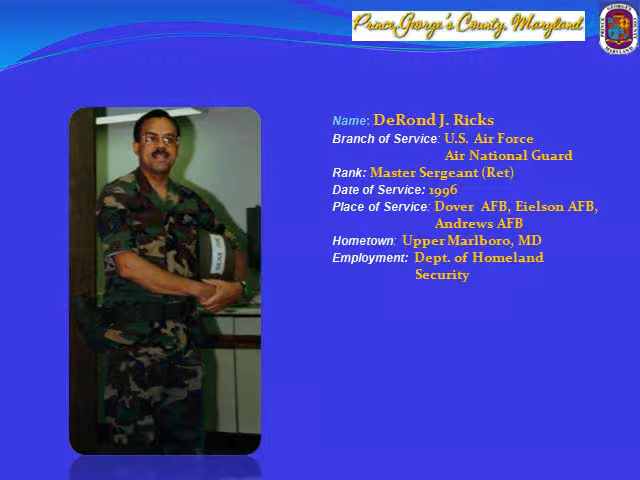 Prince George's County, Maryland
Name: DeRond J. Ricks
Branch of Service: U.S. Air Force
Air National Guard
Rank: Master Sergeant (Ret)
Date of Service: 1996
Place of Service: Dover AFB, Eielson AFB,
Andrews AFB
Hometown: Upper Marlboro, MD
Employment: Dept. of Homeland
Security